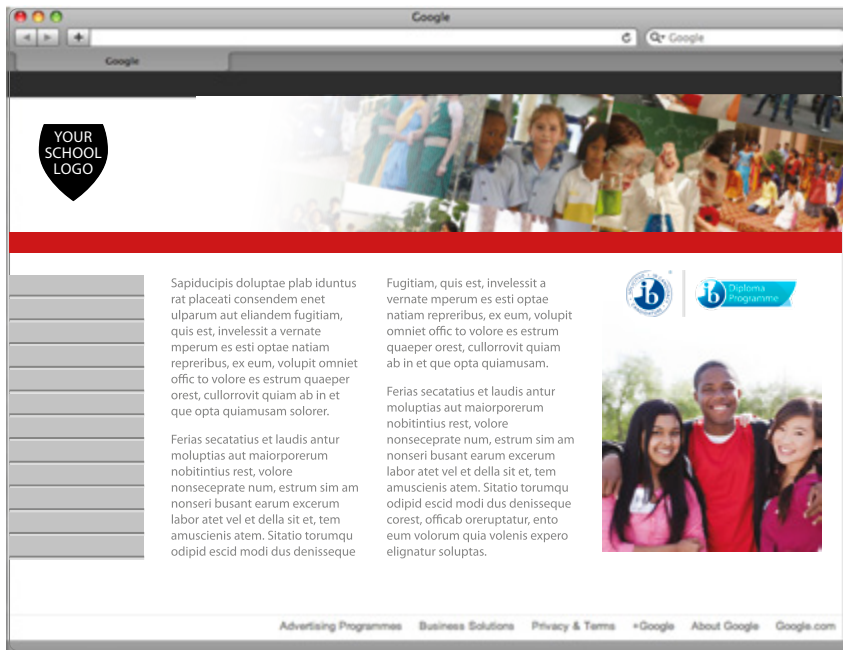 Google
Google
Google
YOUR
SCHOOL
LOGO
Sapiducipis doluptae plab iduntus
rat placeati consendem enet
ulparum aut eliandem fugitiam,
quis est, invelessit a vernate
mperum es esti optae natiam
repreribus, ex eum, volupit omniet
offic to volore es estrum quaeper
orest, cullorrovit quiam ab in et
que opta quiamusam solorer.
Ferias secatatius et laudis antur
moluptias aut maiorporerum
nobitintius rest, volore
nonseceprate num, estrum sim am
nonseri busant earum excerum
labor atet vel et della sit et, tem
amuscienis atem. Sitatio torumqu
odipid escid modi dus denisseque
Fugitiam, quis est, invelessit a
vernate mperum es esti optae
natiam repreribus, ex eum, volupit
omniet offic to volore es estrum
quaeper orest, cullorrovit quiam
ab in et que opta quiamusam.
Ferias secatatius et laudis antur
moluptias aut maiorporerum
nobitintius rest, volore
nonseceprate num, estrum sim am
nonseri busant earum excerum
labor atet vel et della sit et, tem
amuscienis atem. Sitatio torumqu
odipid escid modi dus denisseque
corest, officab oreruptatur, ento
eum volorum quia volenis expero
elignatur soluptas.
ib
ib
Diploma
Programme
Advertising Programmes Business Solutions Privacy & Terms +Google About Google Google.com